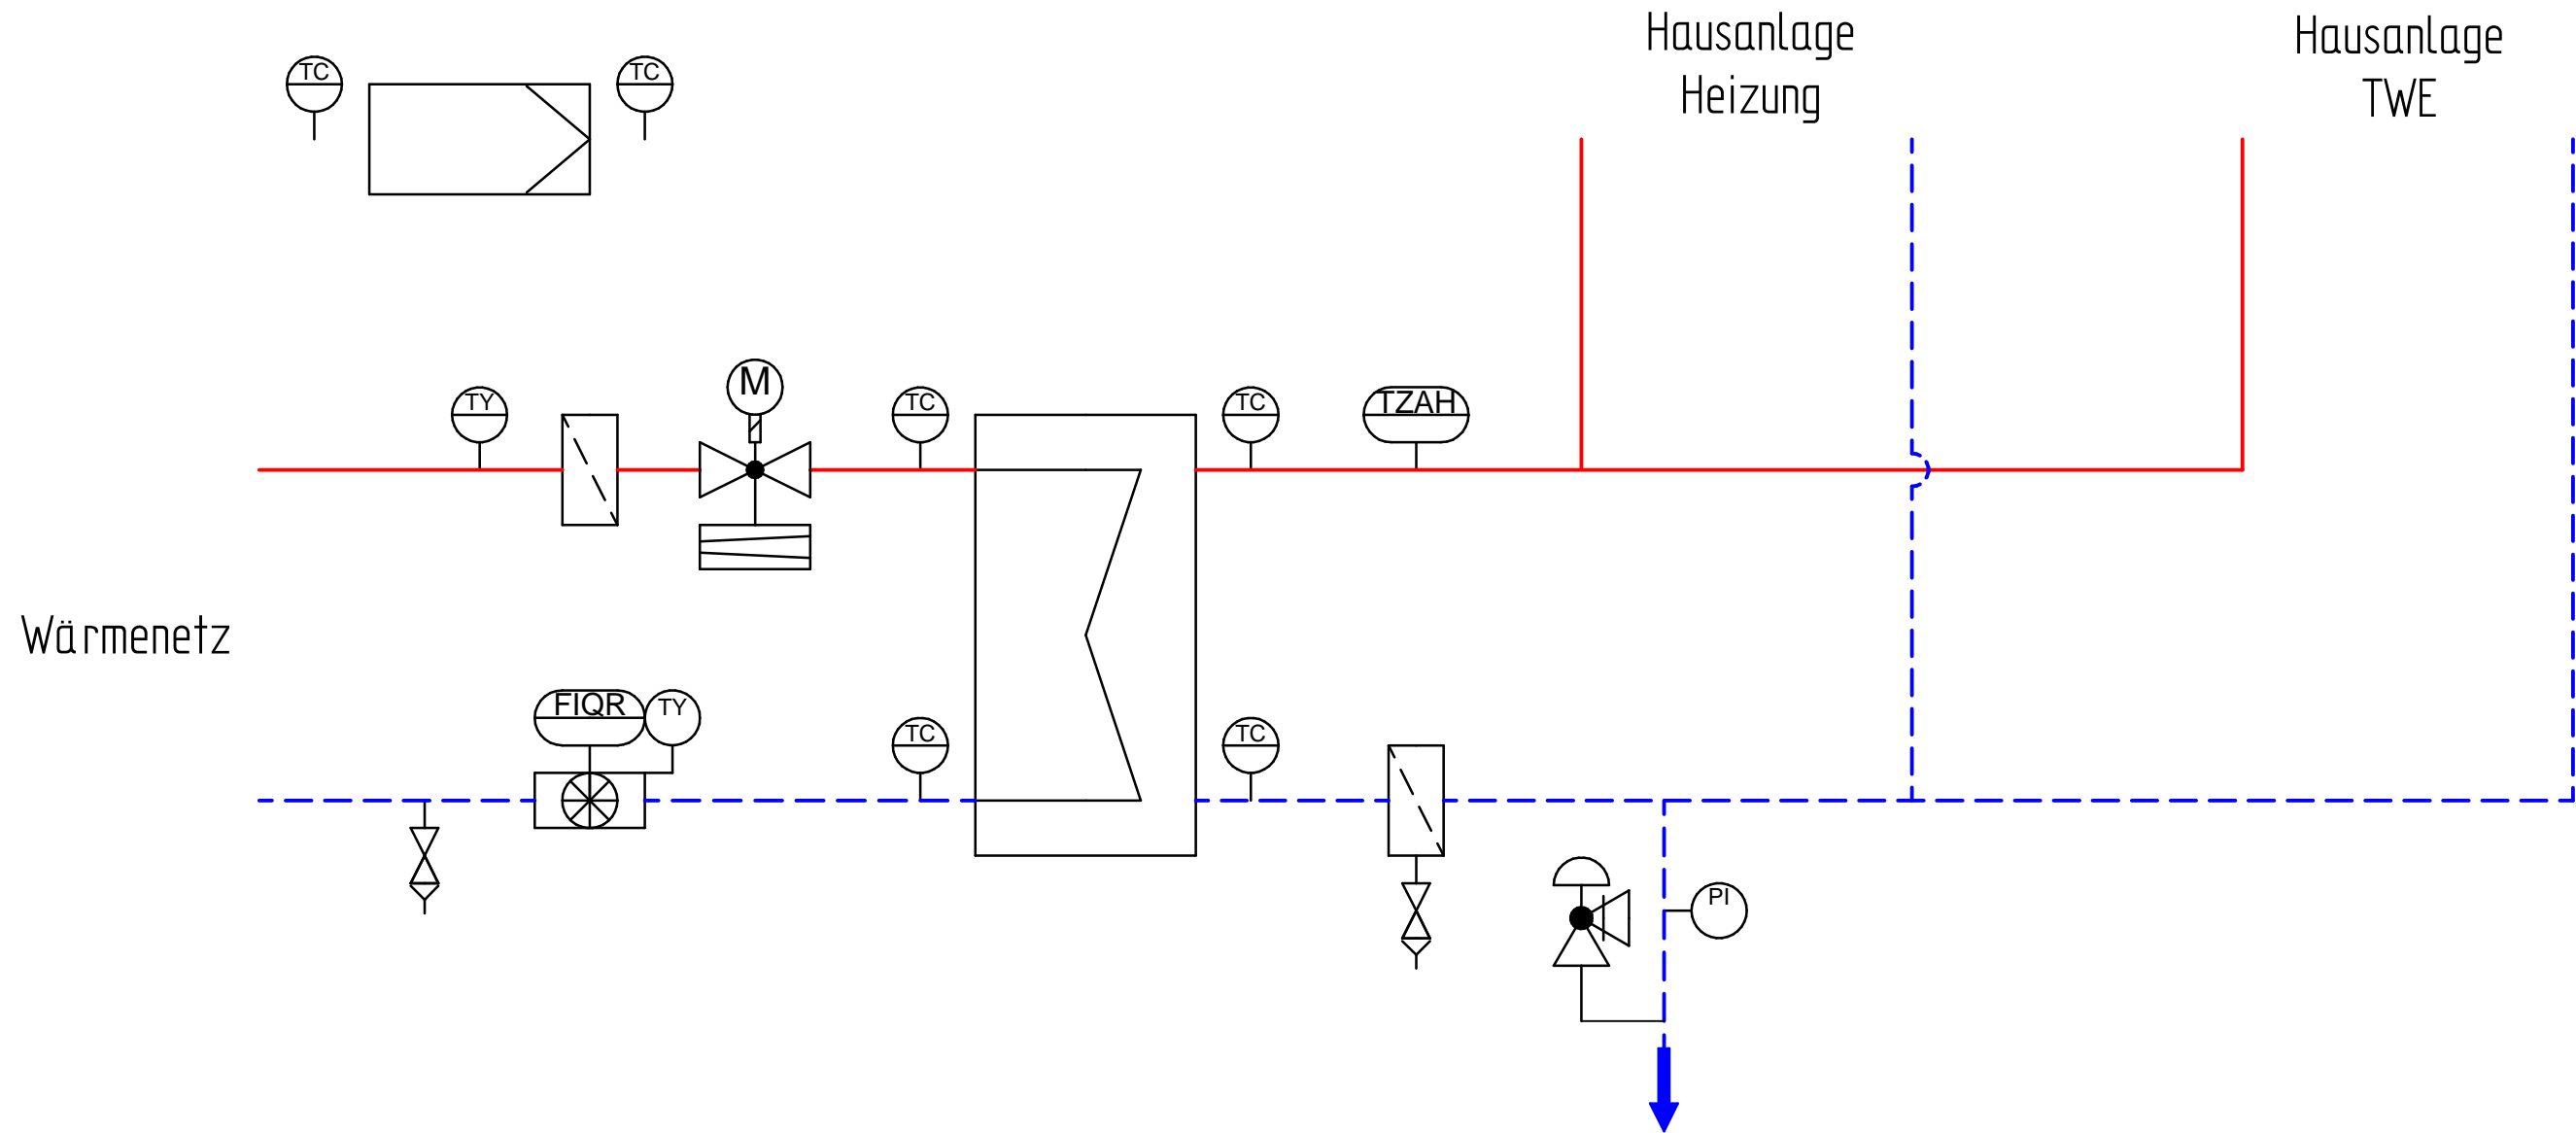 Hausanlage
Heizung
Hausanlage
TWE
TC
TC
TY
M
TC
TC
TZAH
Wärmenetz
FIQR
TY
TC
TC
PI